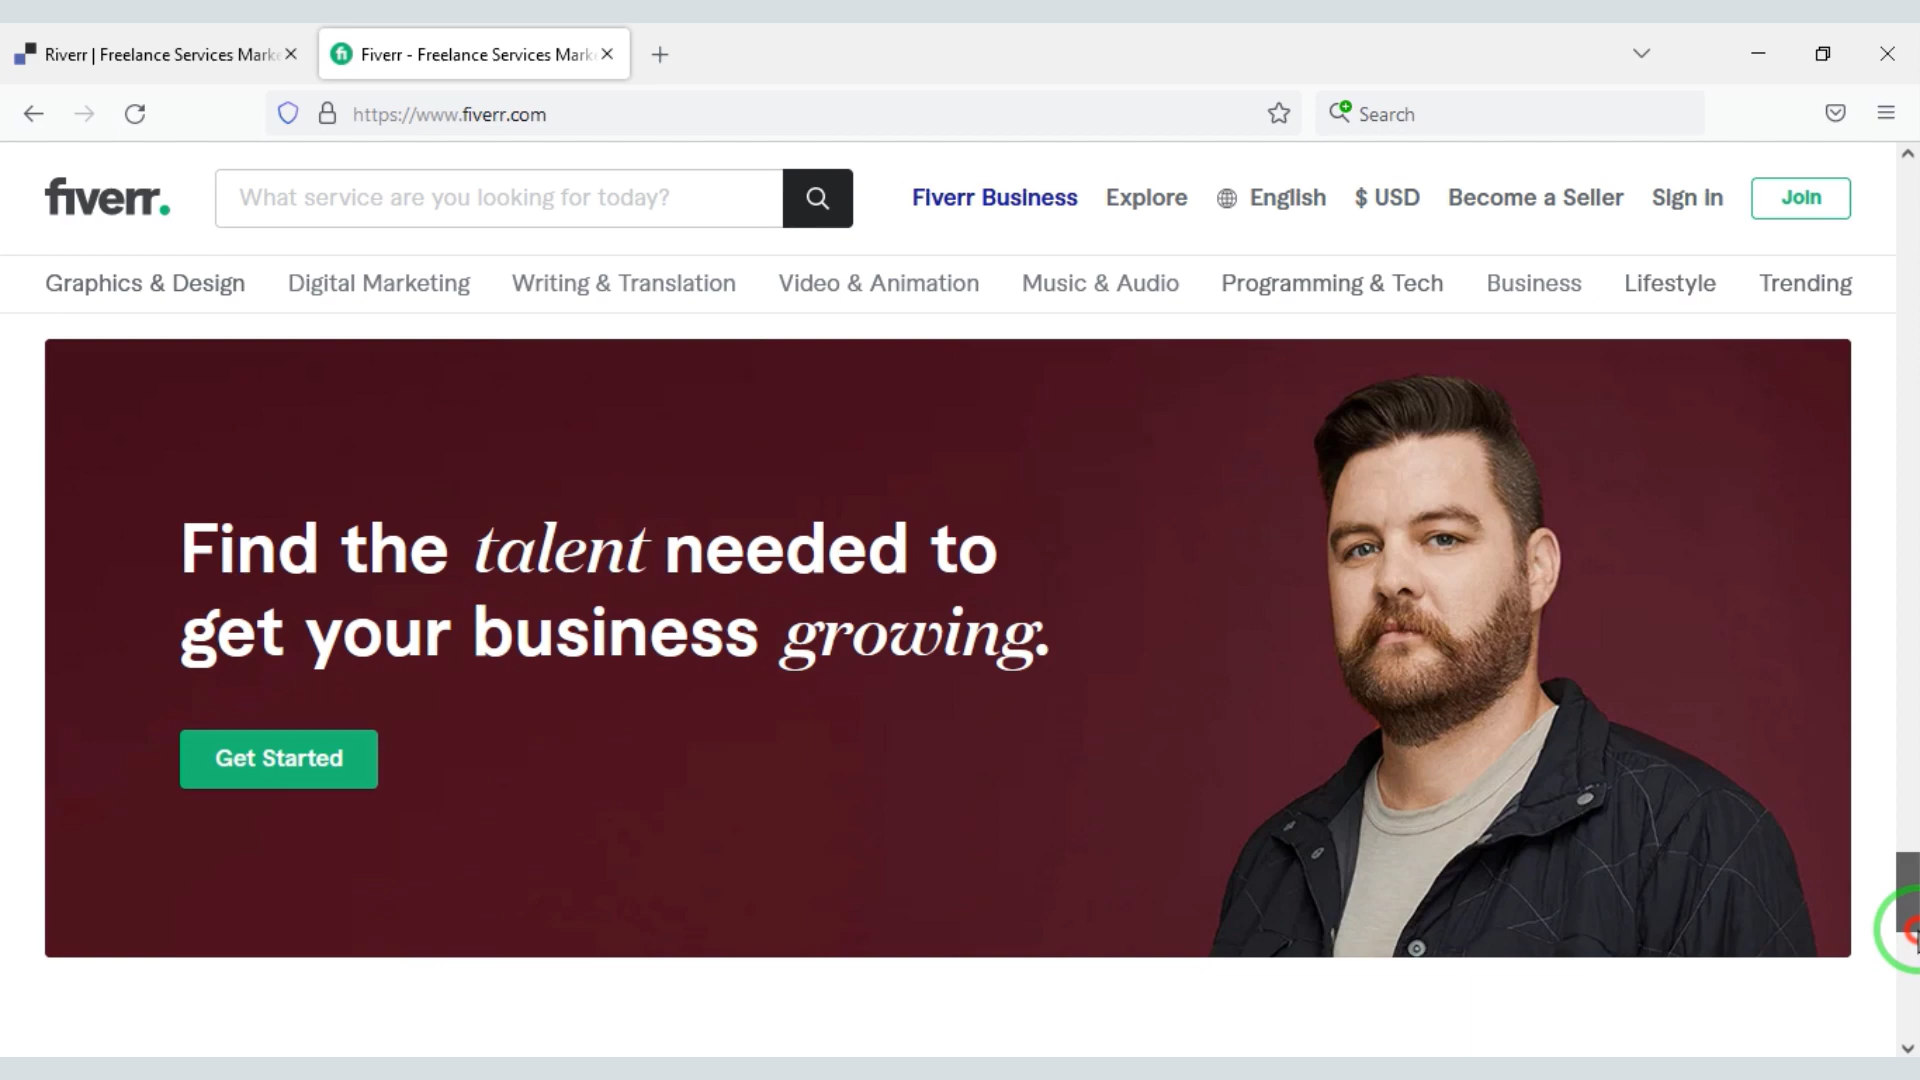 Riverr | Freelance Services Mark
Fiverr - Freelance Services Mark
https://www.fiverr.com
Search
fiverr.
What service are you looking for today?
Fiverr Business
Explore
English
$ USD
Become a Seller
Sign in
Join
Graphics & Design
Digital Marketing
Writing & Translation
Video & Animation
Music & Audio
Programming & Tech
Business
Lifestyle
Trending
Find the talent needed to
get your business growing.
Get Started